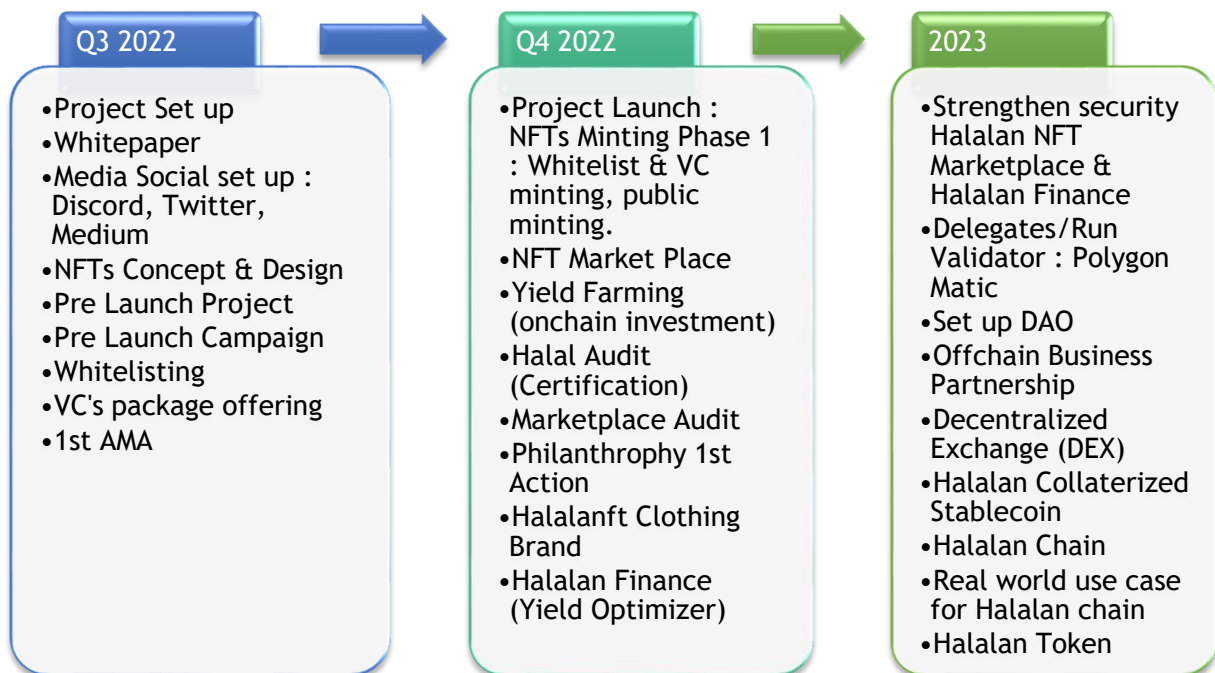 Q3 2022
•Project Set up
•Whitepaper
•Media Social set up :
Discord, Twitter,
Medium
•NFTs Concept & Design
•Pre Launch Project
•Pre Launch Campaign
•Whitelisting
•VC's package offering
•1st AMA
Q4 2022
•Project Launch :
NFTs Minting Phase 1
: Whitelist & VC
minting, public
minting.
•NFT Market Place
•Yield Farming
(onchain investment)
•Halal Audit
(Certification)
•Marketplace Audit
•Philanthrophy 1st
Action
•Halalanft Clothing
Brand
•Halalan Finance
(Yield Optimizer)
2023
•Strengthen security
Halalan NFT
Marketplace &
Halalan Finance
•Delegates/Run
Validator : Polygon
Matic
•Set up DAO
•Offchain Business
Partnership
•Decentralized
Exchange (DEX)
•Halalan Collaterized
Stablecoin
•Halalan Chain
•Real world use case
for Halalan chain
•Halalan Token